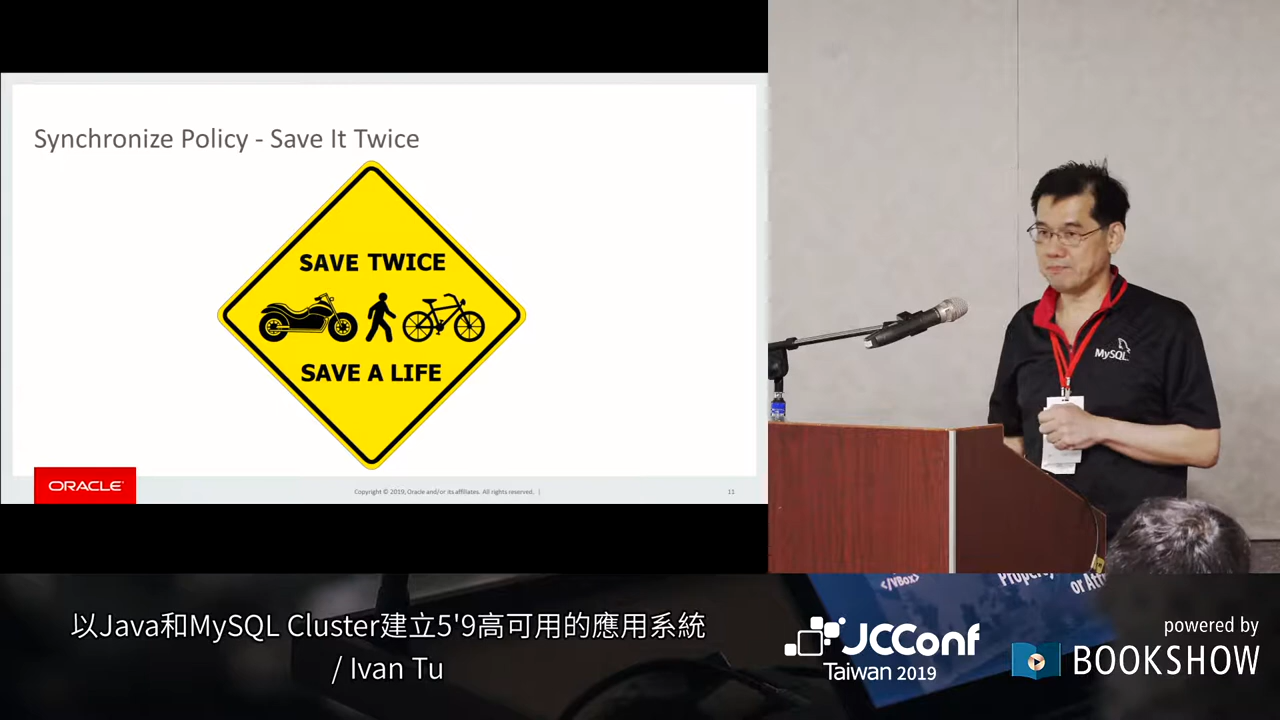 Synchronize Policy - Save It Twice
SAVE TWICE
SAVE A LIFE
ORACLE
Copyright © 2019, Oracle and/or its affiliates. All rights reserved. |
11
MySQL
</VBox>
以Java和MySQL Cluster建立5'9高可用的應用系統
/ Ivan Tu
JCConf
Taiwan 2019
powered by
BOOKSHOW